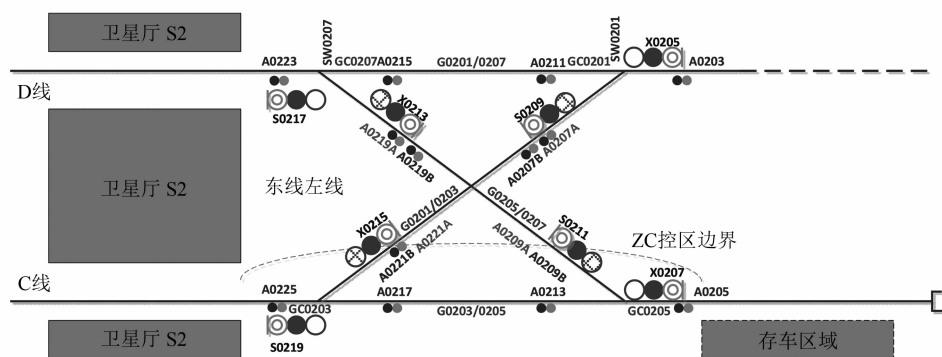 卫星厅 S2
SW0207
SW0201
X0205
A0223
GC0207
A0215
G0201/0207
A0211
GC0201
A0203
D线
S0217
X0213
S0209
A0219A
A0219B
A0207B
A0207A
卫星厅 S2
东线左线
G0201/0203
G0205/0207
X0215
A0221B
A0221A
S0211
A0209A
A0209B
ZC控区边界
C线
X0207
A0225
GC0203
A0217
G0203/0205
A0213
GC0205
A0205
S0219
卫星厅 S2
存车区域